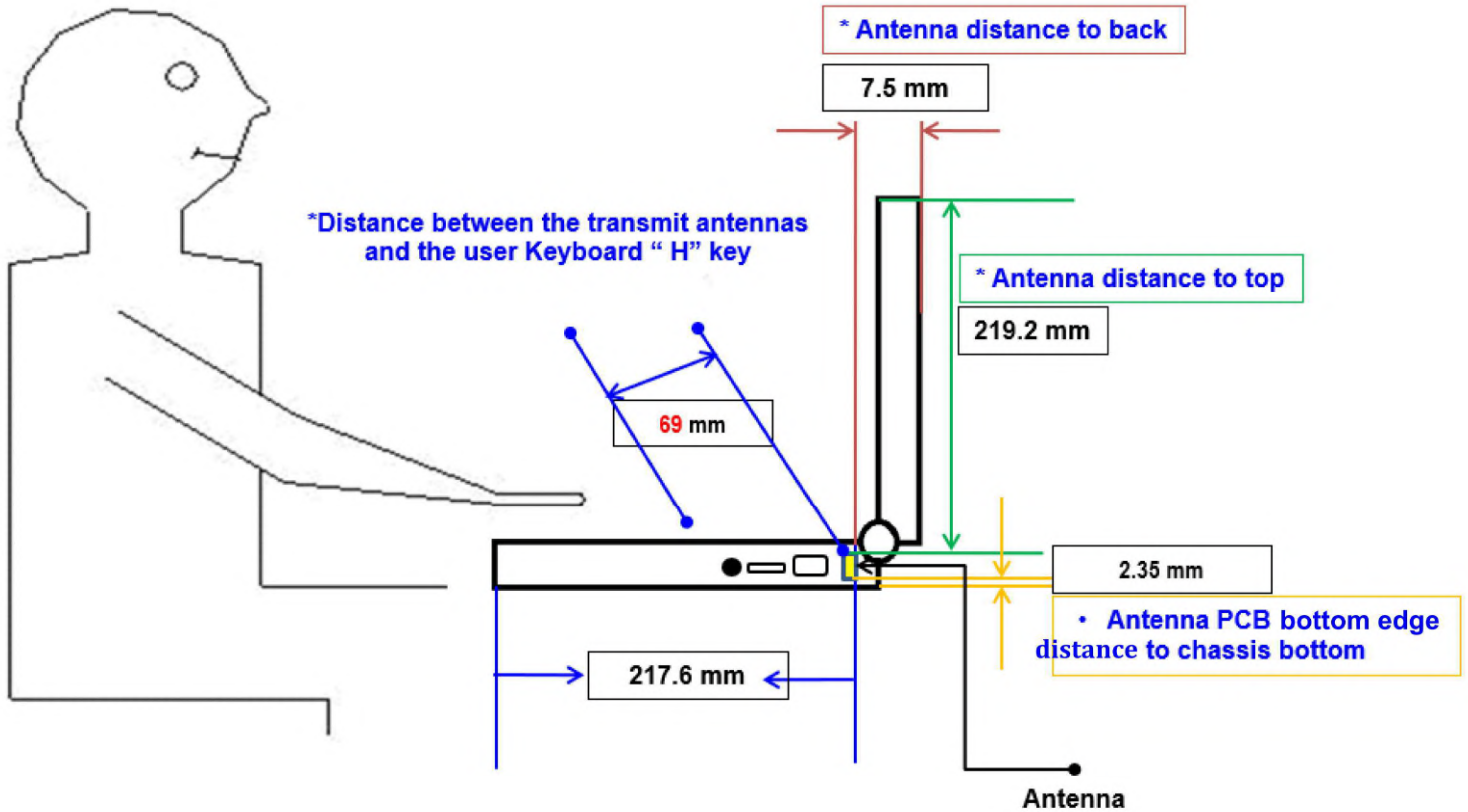 * Antenna distance to back
7.5 mm
*Distance between the transmit antennas
and the user Keyboard “ H” key
* Antenna distance to top
219.2 mm
69 mm
2.35 mm
• Antenna PCB bottom edge
distance to chassis bottom
217.6 mm
Antenna